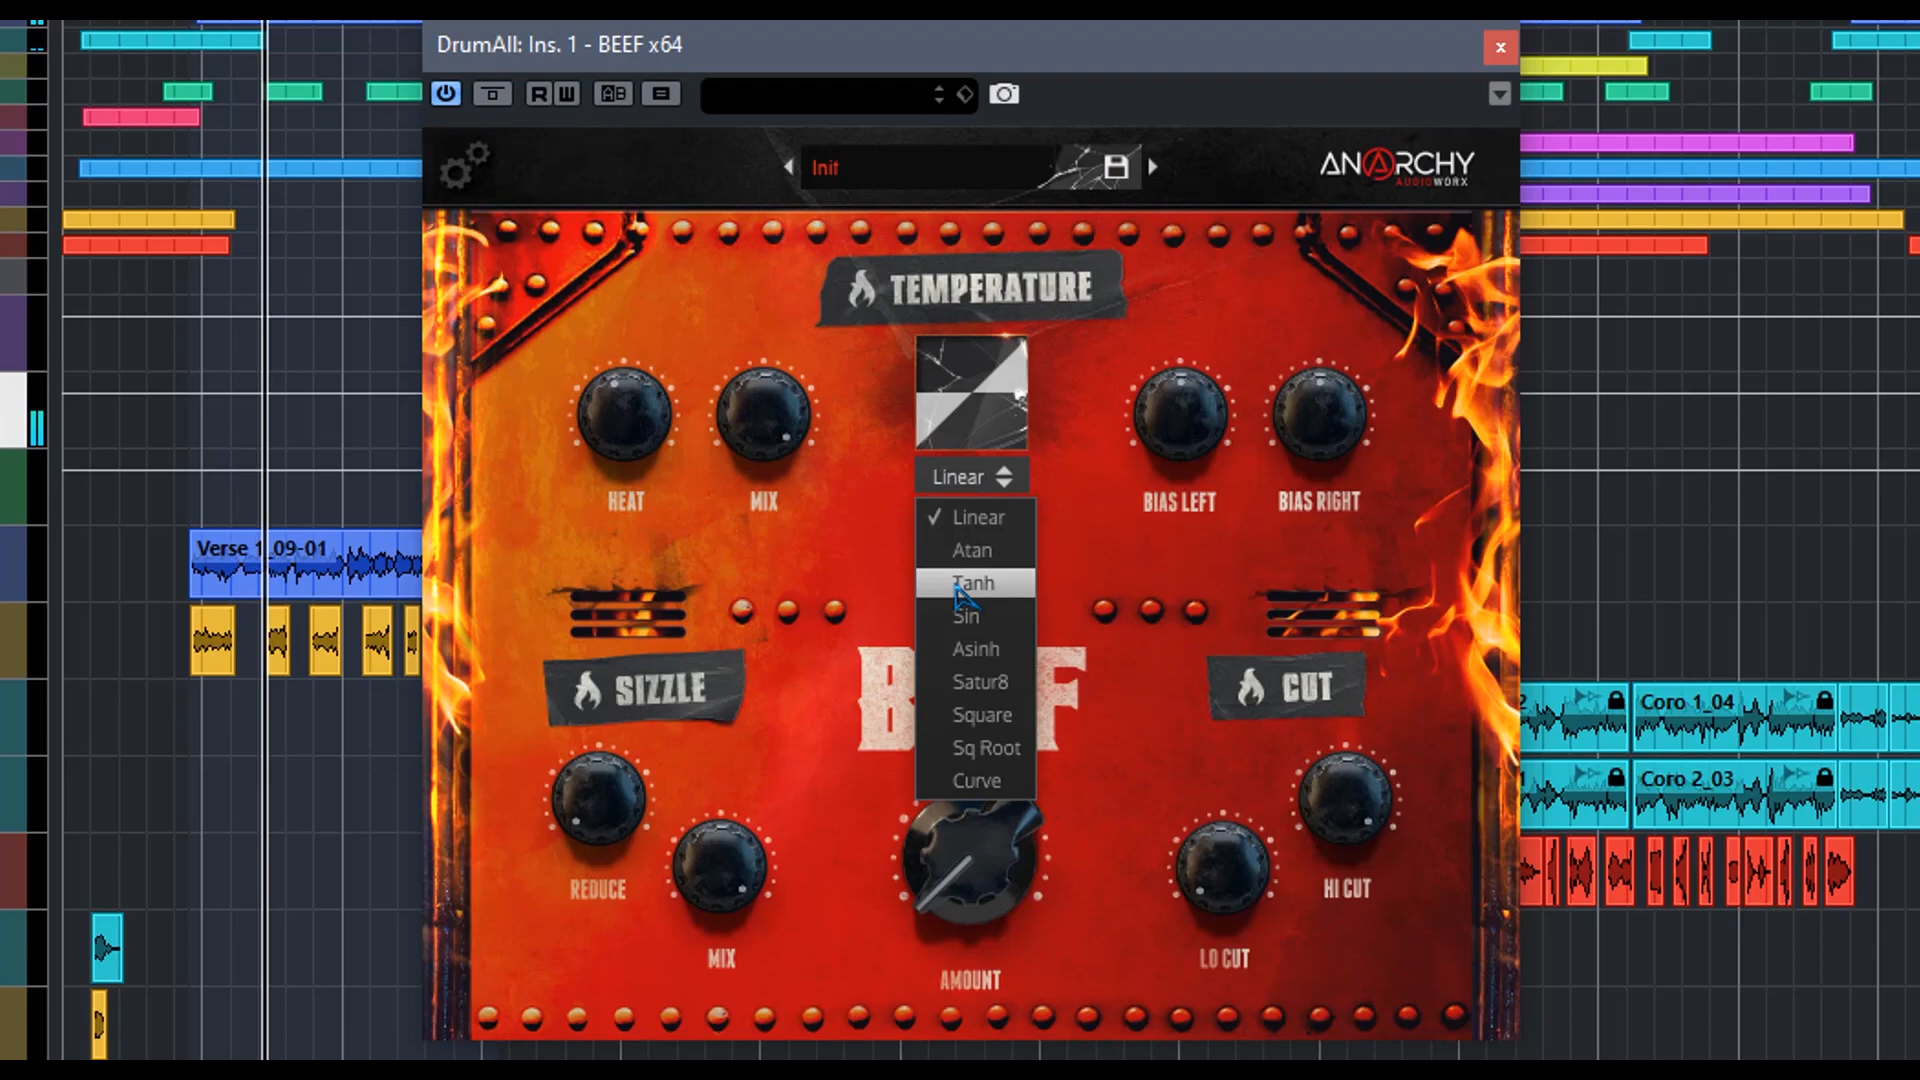 DrumAll: Ins. 1 - BEEF x64
x
R W
AB
Init
ANARCHY
AUDIOWORX
TEMPERATURE
HEAT
MIX
Linear
BIAS LEFT
BIAS RIGHT
Linear
Atan
Tanh
Sin
Asinh
Satur8
Square
Sq Root
Curve
Verse 1_09-01
SIZZLE
CUT
Coro 1_04
Coro 2_03
REDUCE
MIX
AMOUNT
LO CUT
HI CUT